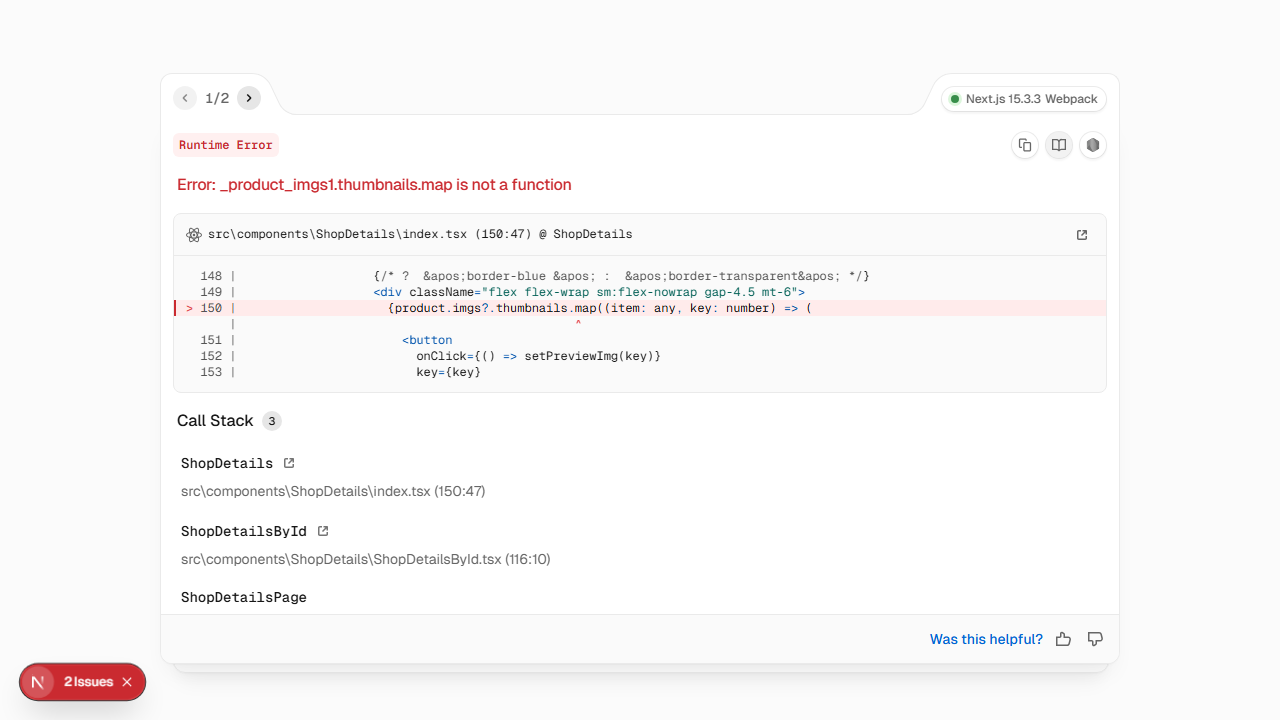 1/2
Next.js 15.3.3 Webpack
Runtime Error
Error: _product_imgs1.thumbnails.map is not a function
src\components\ShopDetails\index.tsx (150:47) @ ShopDetails
148 | {/* ? &apos;border-blue &apos; : &apos;border-transparent&apos; */}
149 | <div className="flex flex-wrap sm:flex-nowrap gap-4.5 mt-6">
> 150 | {product.imgs?.thumbnails.map((item: any, key: number) => (
| ^
151 | <button
152 | onClick={() => setPreviewImg(key)}
153 | key={key}
Call Stack 3
ShopDetails
src\components\ShopDetails\index.tsx (150:47)
ShopDetailsById
src\components\ShopDetails\ShopDetailsById.tsx (116:10)
ShopDetailsPage
Was this helpful?
N 2 Issues